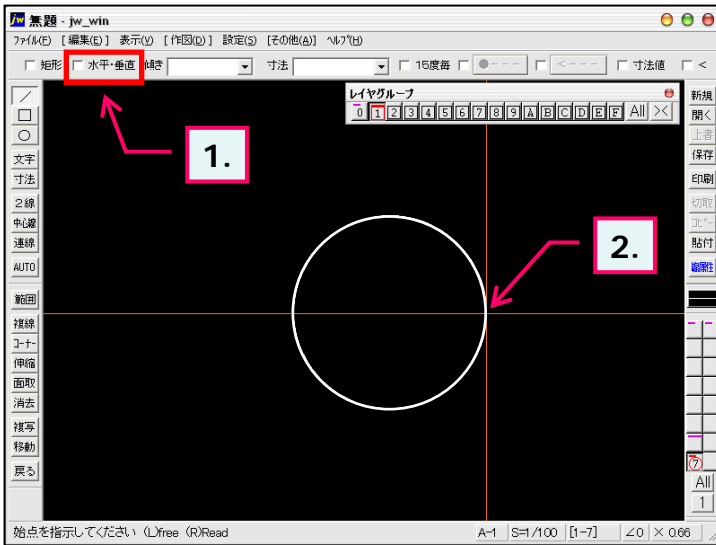 無題 - jw_win
ファイル(F) [編集(E)] 表示(V) [作図(D)] 設定(S) [その他(A)] ヘルプ(H)
矩形 水平・垂直 傾き 寸法 15度毎 ●--- <--- 寸法値 <
レイヤグループ
0 1 2 3 4 5 6 7 8 9 A B C D E F All ><
新規
開く
上書
保存
印刷
切取
コピー
貼付
線属性
／
□
○
文字
寸法
2線
中心線
連線
AUTO
範囲
複線
コーナー
伸縮
面取
消去
複写
移動
戻る
1.
2.
7
All
1
始点を指示してください (L)free (R)Read
A-1 S=1/100 [1-7] ∠0 × 0.66